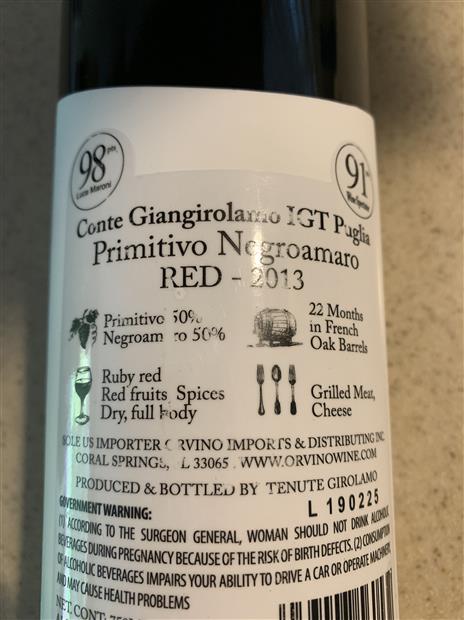 98 pts
Luca Maroni
91
Wine Spectator
Conte Giangirolamo IGT Puglia
Primitivo Negroamaro
RED - 2013
Primitivo 50%
Negroamaro 50%
22 Months
in French
Oak Barrels
Ruby red
Red fruits, Spices
Dry, full body
Grilled Meat,
Cheese
SOLE US IMPORTER ORVINO IMPORTS & DISTRIBUTING INC.
CORAL SPRINGS, FL 33065 . WWW.ORVINOWINE.COM
PRODUCED & BOTTLED BY TENUTE GIROLAMO
L 190225
GOVERNMENT WARNING:
(1) ACCORDING TO THE SURGEON GENERAL, WOMAN SHOULD NOT DRINK ALCOHOLIC
BEVERAGES DURING PREGNANCY BECAUSE OF THE RISK OF BIRTH DEFECTS. (2) CONSUMPTION
OF ALCOHOLIC BEVERAGES IMPAIRS YOUR ABILITY TO DRIVE A CAR OR OPERATE MACHINERY,
AND MAY CAUSE HEALTH PROBLEMS
NET. CONT: